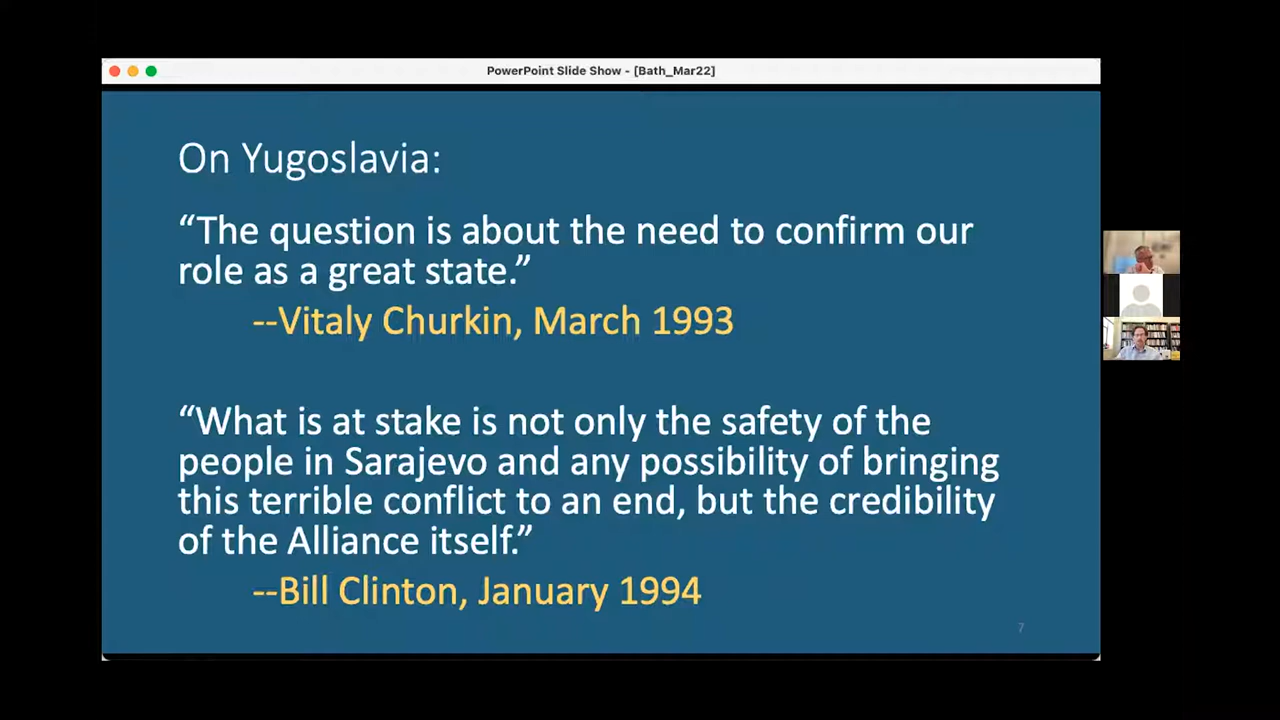 PowerPoint Slide Show - [Bath_Mar22]
On Yugoslavia:
“The question is about the need to confirm our
role as a great state.”
--Vitaly Churkin, March 1993
“What is at stake is not only the safety of the
people in Sarajevo and any possibility of bringing
this terrible conflict to an end, but the credibility
of the Alliance itself.”
--Bill Clinton, January 1994
7